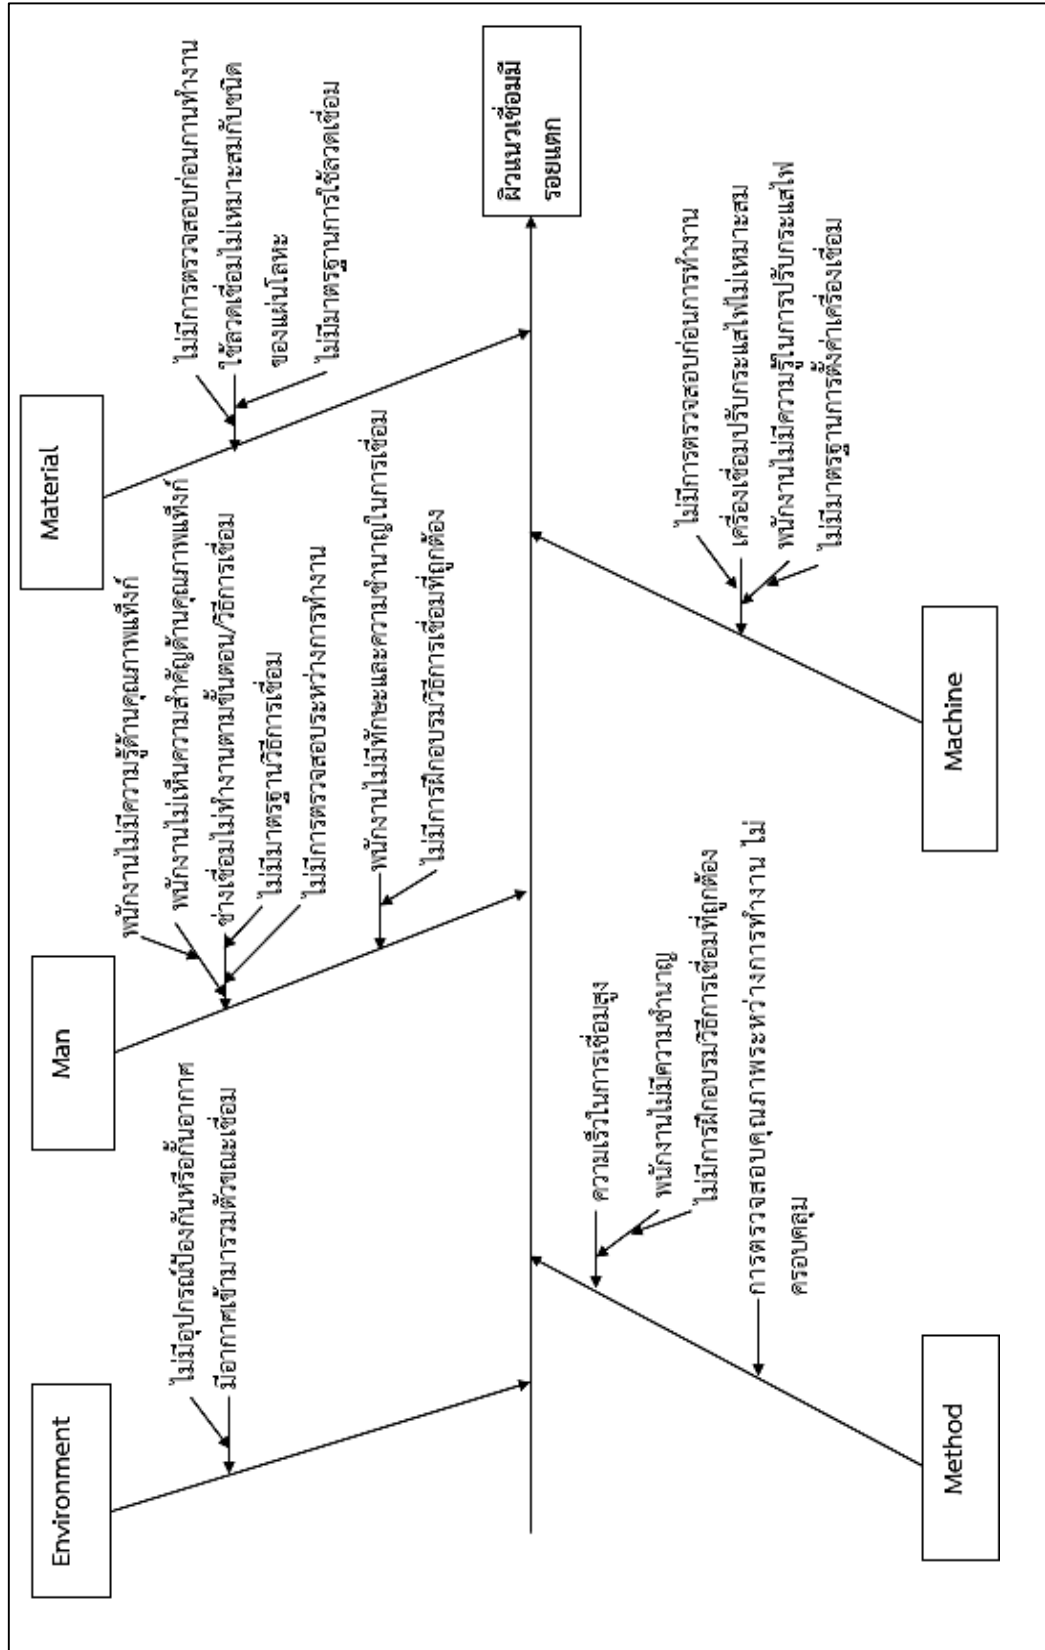 Environment
Man
Material
ไม่มีอุปกรณ์ป้องกันหรือกั้นอากาศ
มีอากาศเข้ามารวมตัวขณะเชื่อม
พนักงานไม่มีความรู้ด้านคุณภาพแท็งก์
พนักงานไม่เห็นความสำคัญด้านคุณภาพแท็งก์
ช่างเชื่อมไม่ทำงานตามขั้นตอน/วิธีการเชื่อม
ไม่มีมาตรฐานวิธีการเชื่อม
ไม่มีการตรวจสอบระหว่างการทำงาน
พนักงานไม่มีทักษะและความชำนาญในการเชื่อม
ไม่มีการฝึกอบรมวิธีการเชื่อมที่ถูกต้อง
ไม่มีการตรวจสอบก่อนกานทำงาน
ใช้ลวดเชื่อมไม่เหมาะสมกับชนิด
ของแผ่นโลหะ
ไม่มีมาตรฐานการใช้ลวดเชื่อม
ผิวแนวเชื่อมมี
รอยแตก
ความเร็วในการเชื่อมสูง
พนักงานไม่มีความชำนาญ
ไม่มีการฝึกอบรมวิธีการเชื่อมที่ถูกต้อง
การตรวจสอบคุณภาพระหว่างการทำงาน ไม่
ครอบคลุม
ไม่มีการตรวจสอบก่อนการทำงาน
เครื่องเชื่อมปรับกระแสไฟไม่เหมาะสม
พนักงานไม่มีความรู้ในการปรับกระแสไฟ
ไม่มีมาตรฐานการตั้งค่าเครื่องเชื่อม
Method
Machine